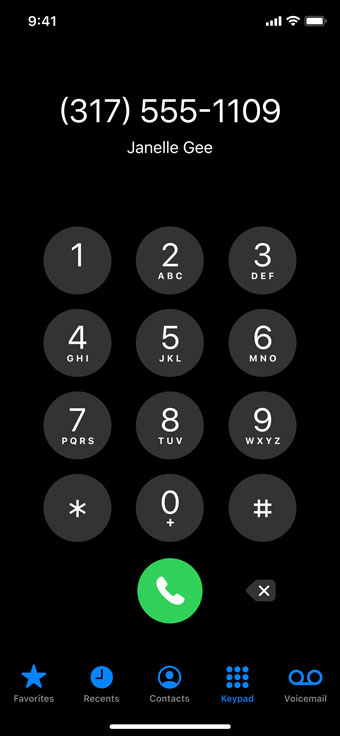 9:41
(317) 555-1109
Janelle Gee
1 2 3
ABC DEF
4 5 6
GHI JKL MNO
7 8 9
PQRS TUV WXYZ
* 0 #
+
Favorites Recents Contacts Keypad Voicemail